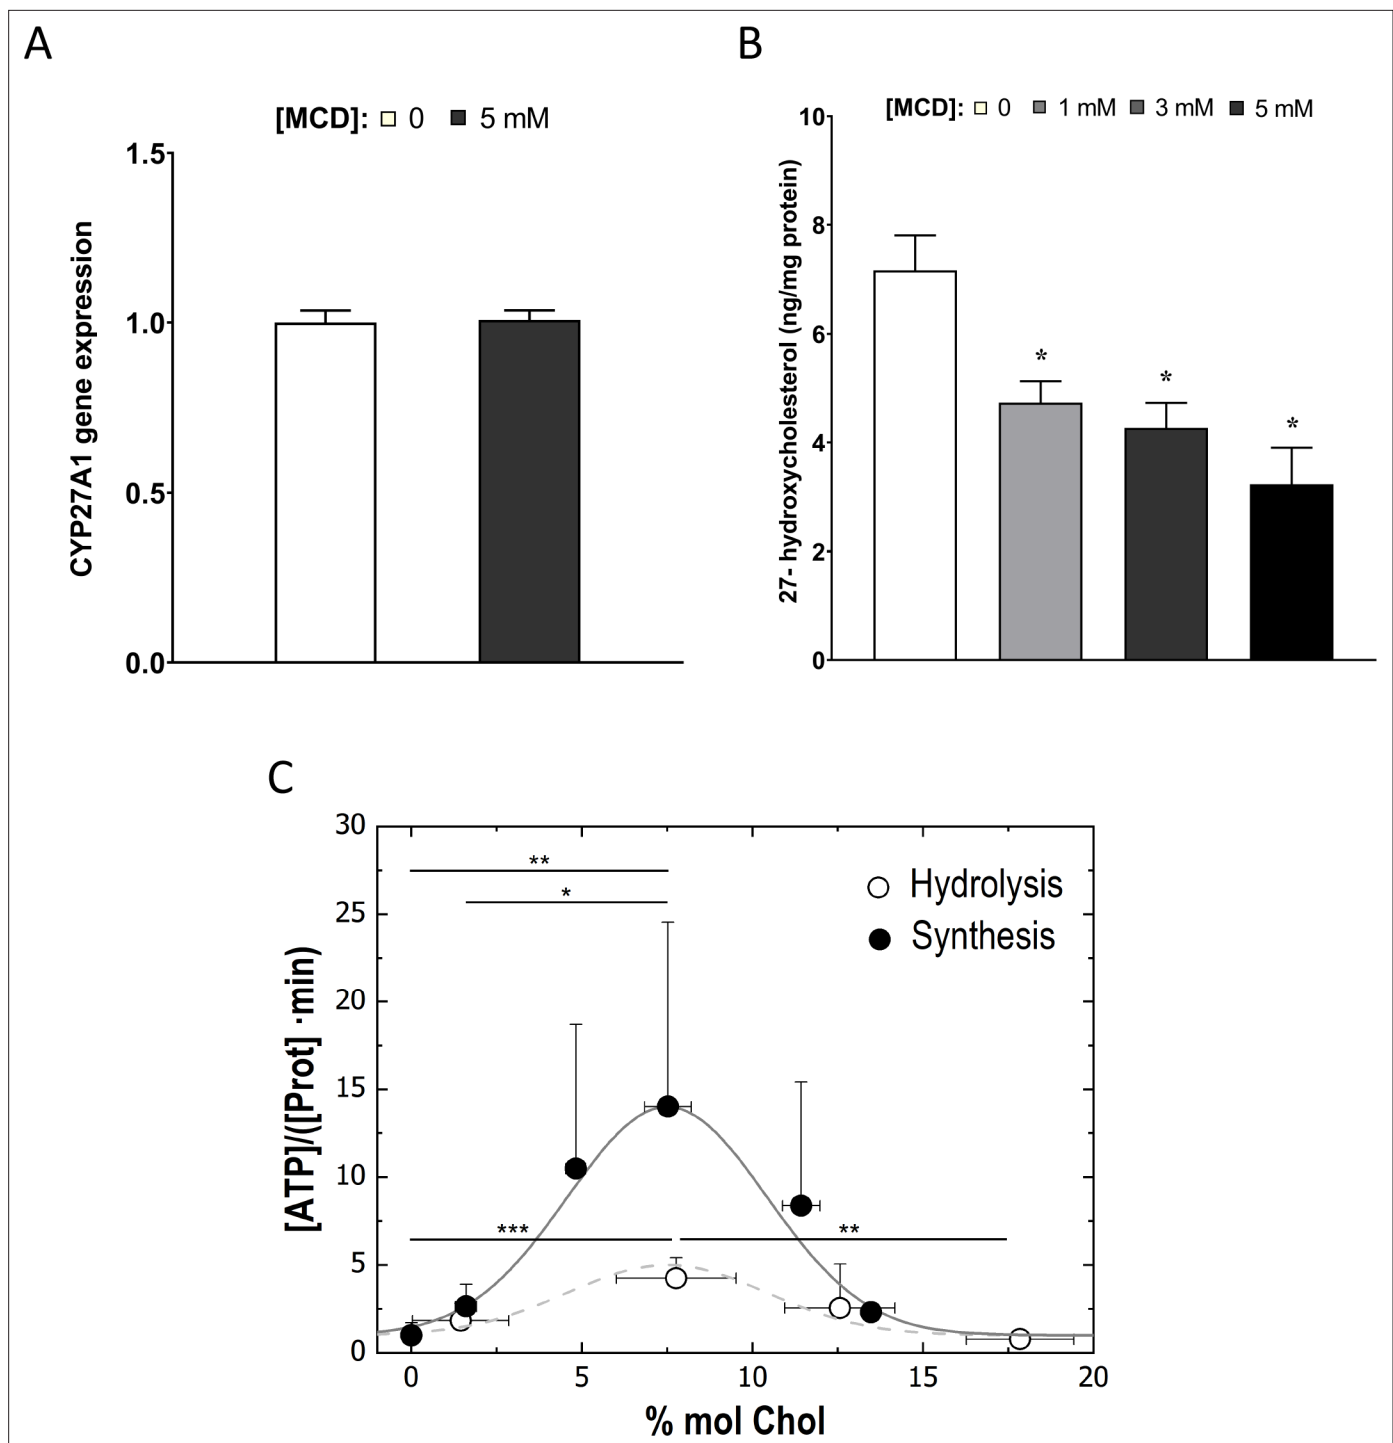 A
[MCD]: 0 5 mM
1.5
1.0
0.5
0.0
CYP27A1 gene expression
B
[MCD]: 0 1 mM 3 mM 5 mM
10
8
6
4
2
0
27- hydroxycholesterol (ng/mg protein)
*
*
*
C
30
25
20
15
10
5
0
[ATP]/([Prot] ·min)
**
*
***
**
Hydrolysis
Synthesis
0 5 10 15 20
% mol Chol